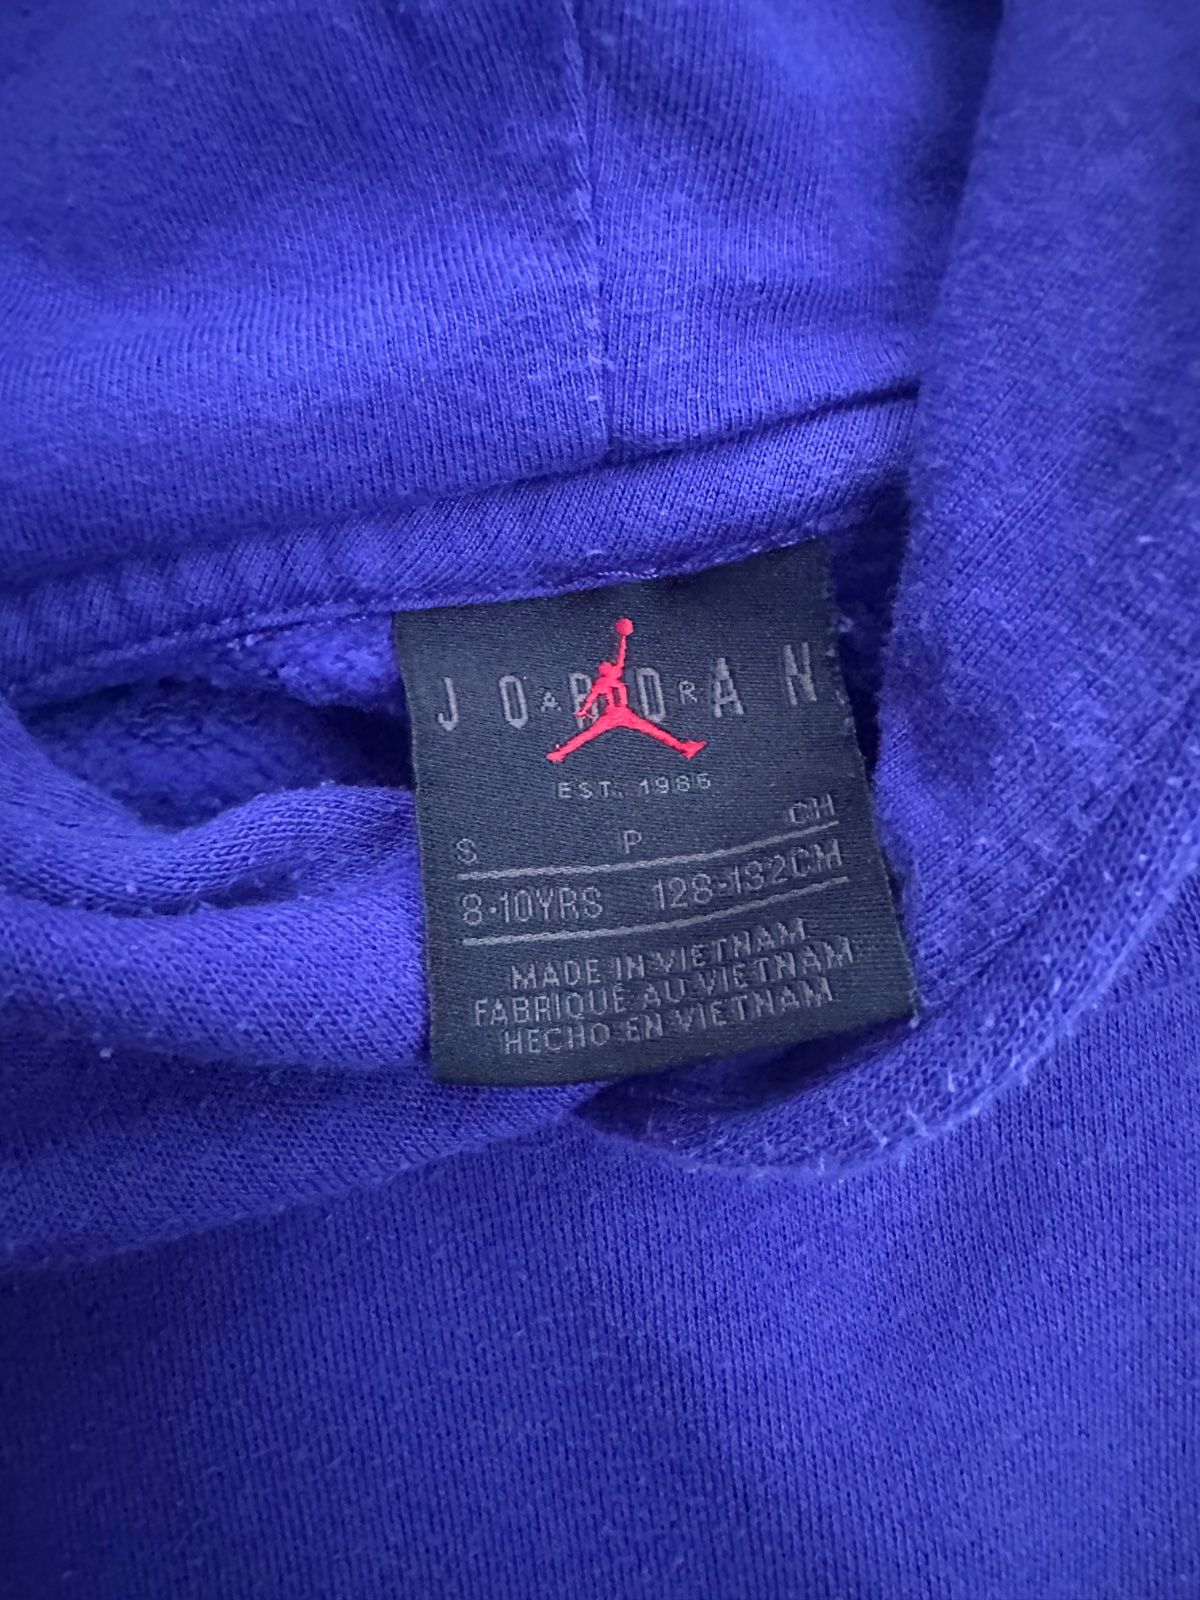 JORDAN
AIR
EST. 1985
S P CH
8-10YRS 128-132CM
MADE IN VIETNAM
FABRIQUÉ AU VIETNAM
HECHO EN VIETNAM